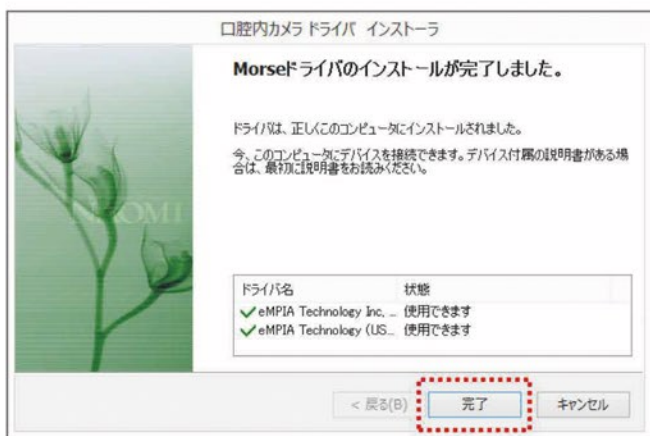 口腔内カメラ ドライバ インストーラ
Morseドライバのインストールが完了しました。
ドライバは、正しくこのコンピュータにインストールされました。
今、このコンピュータにデバイスを接続できます。デバイス付属の説明書がある場
合は、最初に説明書をお読みください。
NAOMI
ドライバ名 状態
eMPIA Technology Inc. ... 使用できます
eMPIA Technology (US... 使用できます
< 戻る(B) 完了 キャンセル